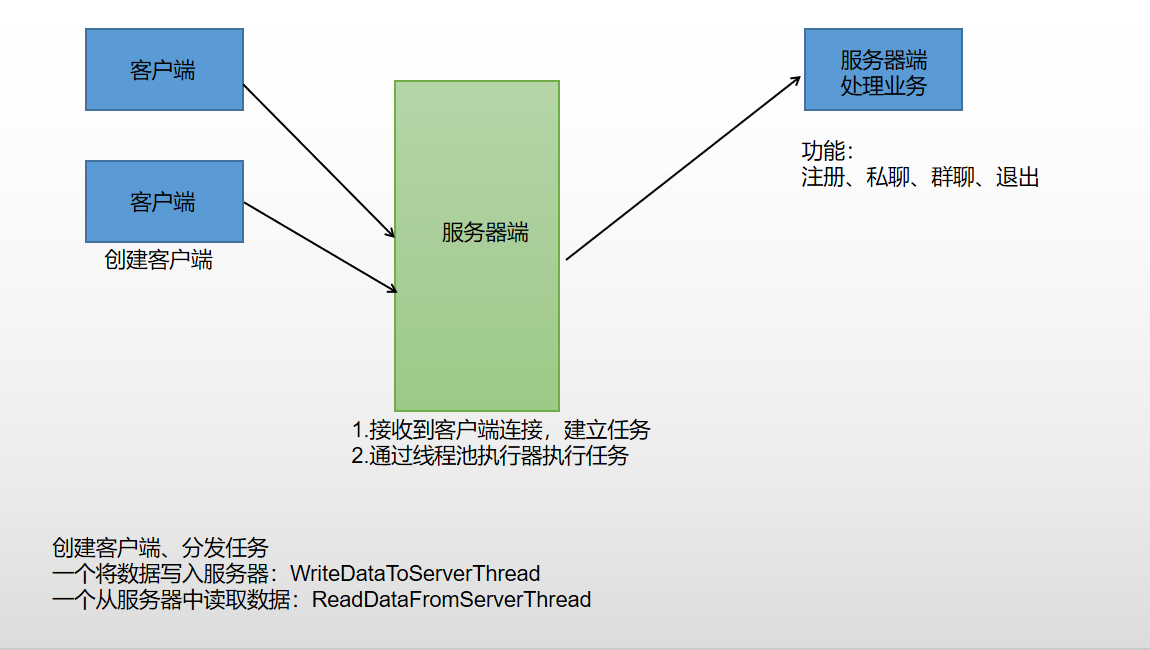 客户端
客户端
创建客户端
服务器端
1.接收到客户端连接，建立任务
2.通过线程池执行器执行任务
服务器端
处理业务
功能：
注册、私聊、群聊、退出
创建客户端、分发任务
一个将数据写入服务器：WriteDataToServerThread
一个从服务器中读取数据：ReadDataFromServerThread